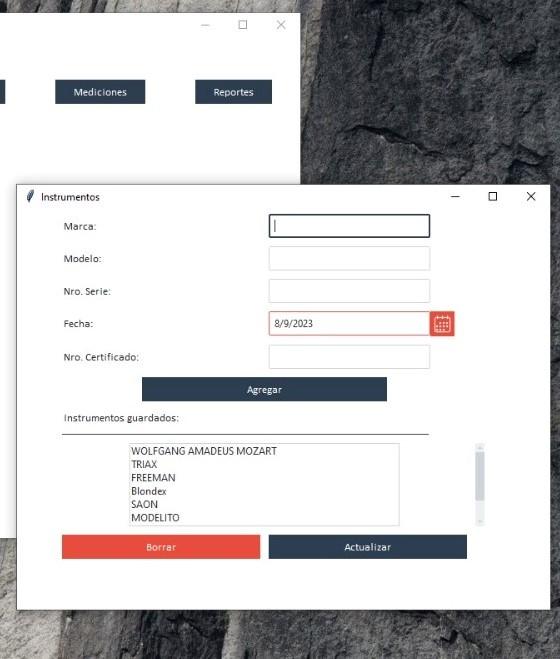 Mediciones
Reportes
Instrumentos
Marca:
Modelo:
Nro. Serie:
Fecha:
8/9/2023
Nro. Certificado:
Agregar
Instrumentos guardados:
WOLFGANG AMADEUS MOZART
TRIAX
FREEMAN
Blondex
SAON
MODELITO
Borrar
Actualizar